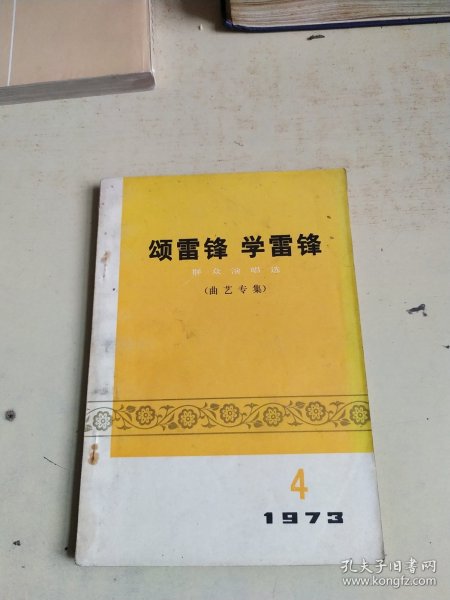 颂雷锋 学雷锋
群众演唱选
（曲艺专集）
4
1973
孔夫子旧书网
www.kongfz.com